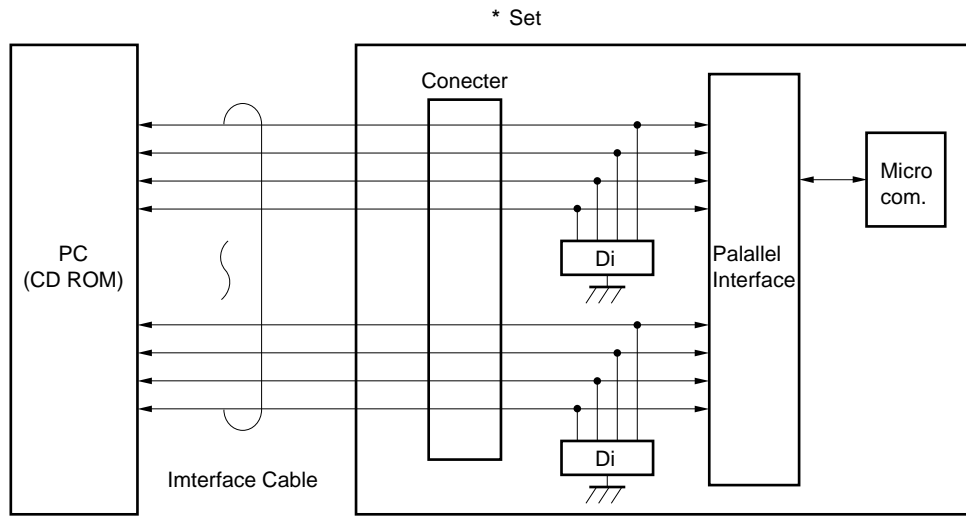 * Set
Conecter
PC
(CD ROM)
Di
Palallel
Interface
Micro
com.
Di
Imterface Cable